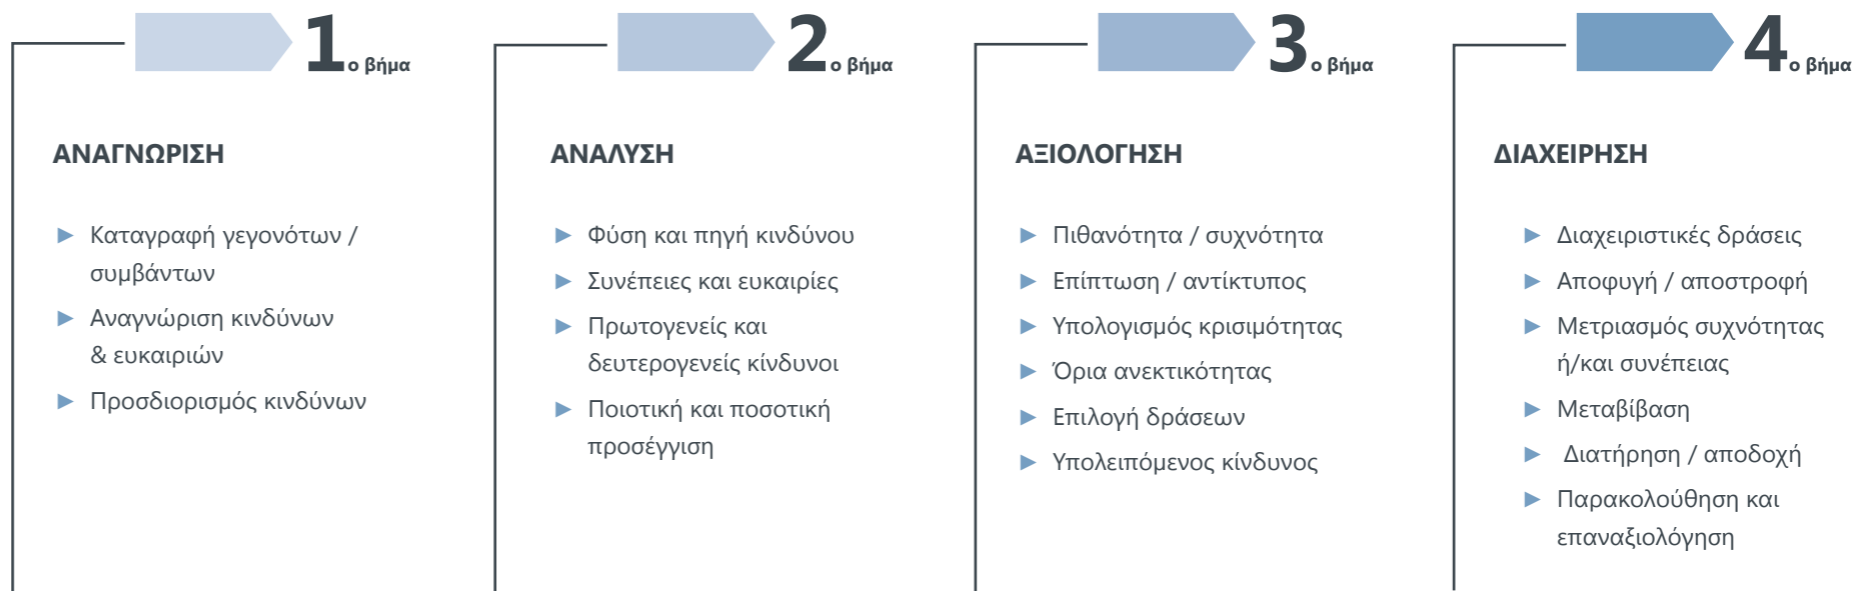 1ο βήμα
ΑΝΑΓΝΩΡΙΣΗ
Καταγραφή γεγονότων /
συμβάντων
Αναγνώριση κινδύνων
& ευκαιριών
Προσδιορισμός κινδύνων
2ο βήμα
ΑΝΑΛΥΣΗ
Φύση και πηγή κινδύνου
Συνέπειες και ευκαιρίες
Πρωτογενείς και
δευτερογενείς κίνδυνοι
Ποιοτική και ποσοτική
προσέγγιση
3ο βήμα
ΑΞΙΟΛΟΓΗΣΗ
Πιθανότητα / συχνότητα
Επίπτωση / αντίκτυπος
Υπολογισμός κρισιμότητας
Όρια ανεκτικότητας
Επιλογή δράσεων
Υπολειπόμενος κίνδυνος
4ο βήμα
ΔΙΑΧΕΙΡΗΣΗ
Διαχειριστικές δράσεις
Αποφυγή / αποστροφή
Μετριασμός συχνότητας
ή/και συνέπειας
Μεταβίβαση
Διατήρηση / αποδοχή
Παρακολούθηση και
επαναξιολόγηση